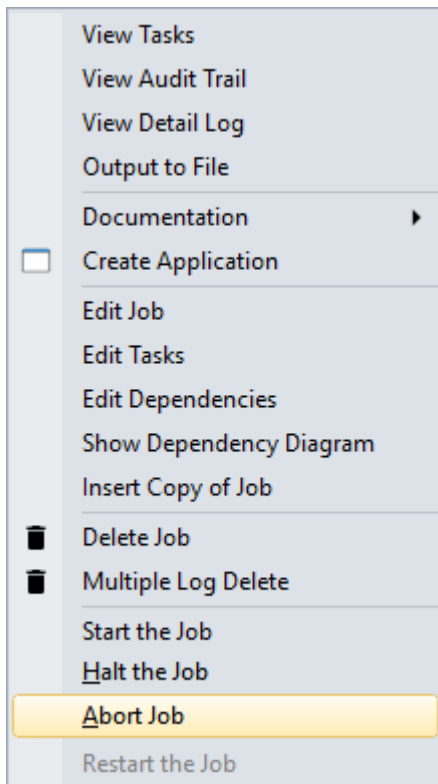 View Tasks
View Audit Trail
View Detail Log
Output to File
Documentation
Create Application
Edit Job
Edit Tasks
Edit Dependencies
Show Dependency Diagram
Insert Copy of Job
Delete Job
Multiple Log Delete
Start the Job
Halt the Job
Abort Job
Restart the Job